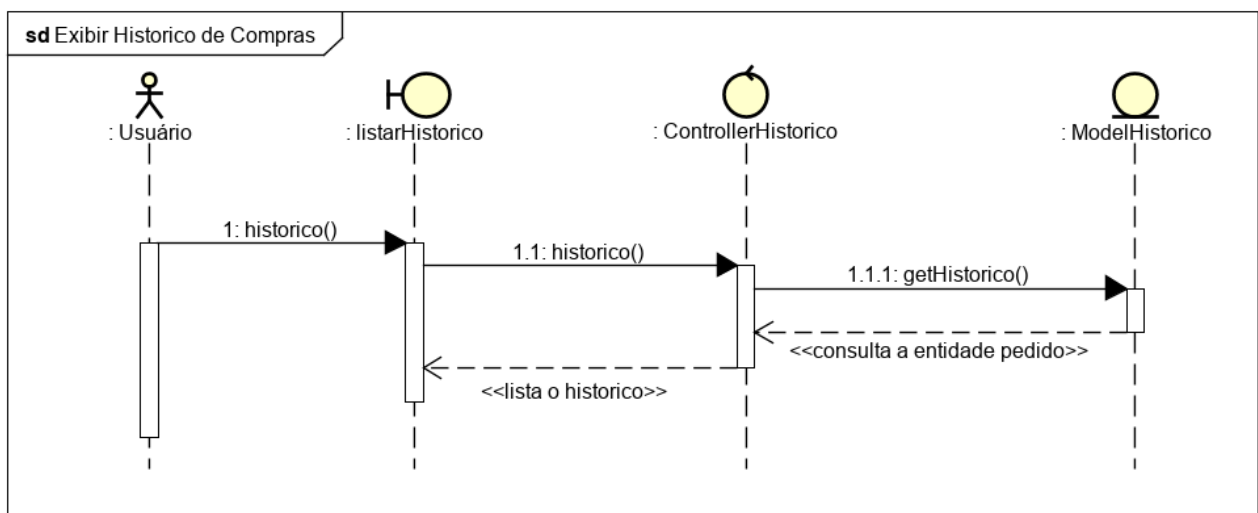 sd Exibir Historico de Compras
: Usuário
: listarHistorico
: ControllerHistorico
: ModelHistorico
1: historico()
1.1: historico()
1.1.1: getHistorico()
<<consulta a entidade pedido>>
<<lista o historico>>